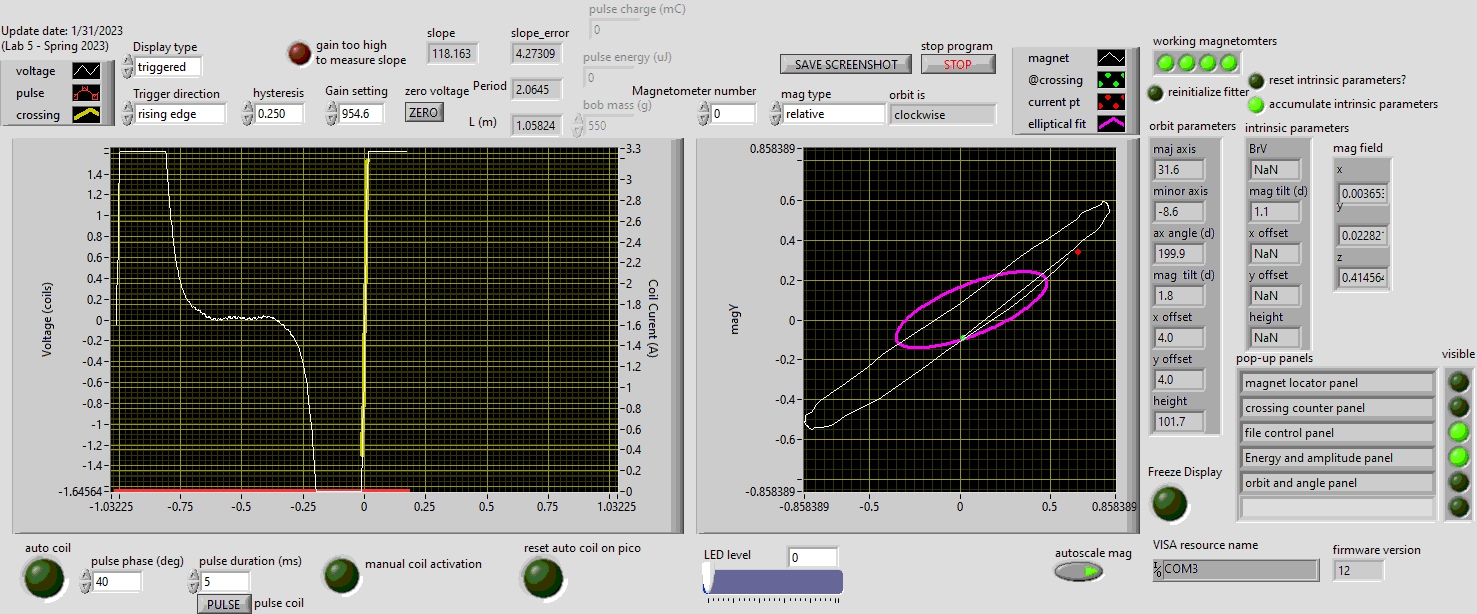 Update date: 1/31/2023
(Lab 5 - Spring 2023)
voltage
pulse
crossing
Display type
triggered
Trigger direction
rising edge
hysteresis
0.250
gain too high
to measure slope
Gain setting
954.6
zero voltage
ZERO
slope
118.163
slope_error
4.27309
Period
2.0645
L (m)
1.05824
pulse charge (mC)
0
pulse energy (uJ)
0
bob mass (g)
550
Magnetometer number
0
SAVE SCREENSHOT
stop program
STOP
mag type
relative
orbit is
clockwise
magnet
@crossing
current pt
elliptical fit
working magnetomters
reinitialize fitter
reset intrinsic parameters?
accumulate intrinsic parameters
orbit parameters
maj axis
31.6
minor axis
-8.6
ax angle (d)
199.9
mag tilt (d)
1.8
x offset
4.0
y offset
4.0
height
101.7
intrinsic parameters
BrV
NaN
mag tilt (d)
1.1
x offset
NaN
y offset
NaN
height
NaN
mag field
x
0.00365
y
0.02282
z
0.41456
pop-up panels
visible
magnet locator panel
crossing counter panel
file control panel
Energy and amplitude panel
orbit and angle panel
Freeze Display
Voltage (coils)
1.4
1.2
1
0.8
0.6
0.4
0.2
0
-0.2
-0.4
-0.6
-0.8
-1
-1.2
-1.4
-1.64564
-1.03225
-0.75
-0.5
-0.25
0
0.25
0.5
0.75
1.03225
3.3
3
2.8
2.6
2.4
2.2
2
1.8
1.6
1.4
1.2
1
0.8
0.6
0.4
0.2
0
Coil Curent (A)
magY
0.858389
0.6
0.4
0.2
0
-0.2
-0.4
-0.6
-0.858389
-0.858389
-0.5
0
0.5
0.858389
auto coil
pulse phase (deg)
40
pulse duration (ms)
5
PULSE
pulse coil
manual coil activation
reset auto coil on pico
LED level
0
autoscale mag
VISA resource name
COM3
firmware version
12